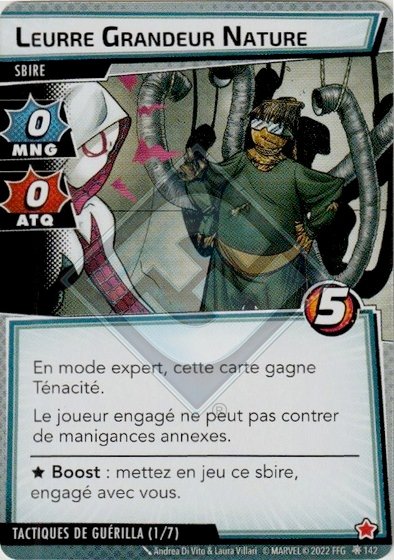 Leurre Grandeur Nature
SBIRE
0
MNG
0
ATQ
5
En mode expert, cette carte gagne
Ténacité.
Le joueur engagé ne peut pas contrer
de manigances annexes.
★ Boost : mettez en jeu ce sbire,
engagé avec vous.
TACTIQUES DE GUÉRILLA (1/7)
Andrea Di Vito & Laura Villari © MARVEL © 2022 FFG 142